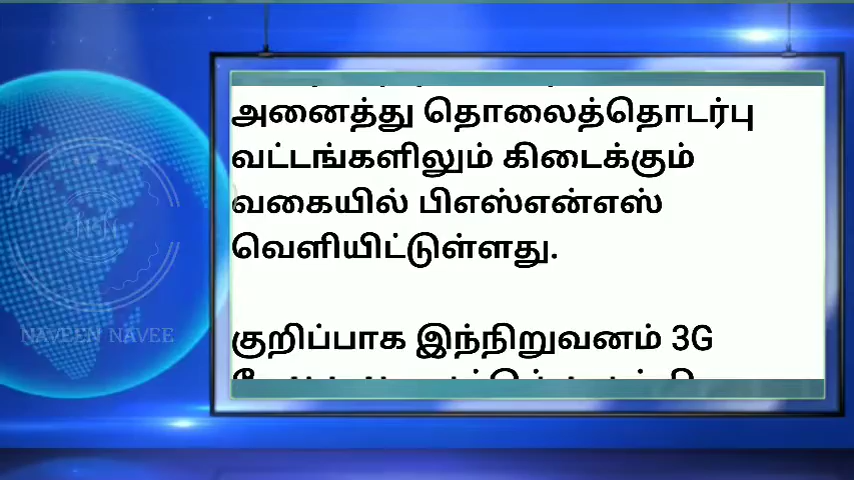 அனைத்து தொலைத்தொடர்பு
வட்டங்களிலும் கிடைக்கும்
வகையில் பிஎஸ்என்எஸ்
வெளியிட்டுள்ளது.
குறிப்பாக இந்நிறுவனம் 3G
NAVEEN NAVEE